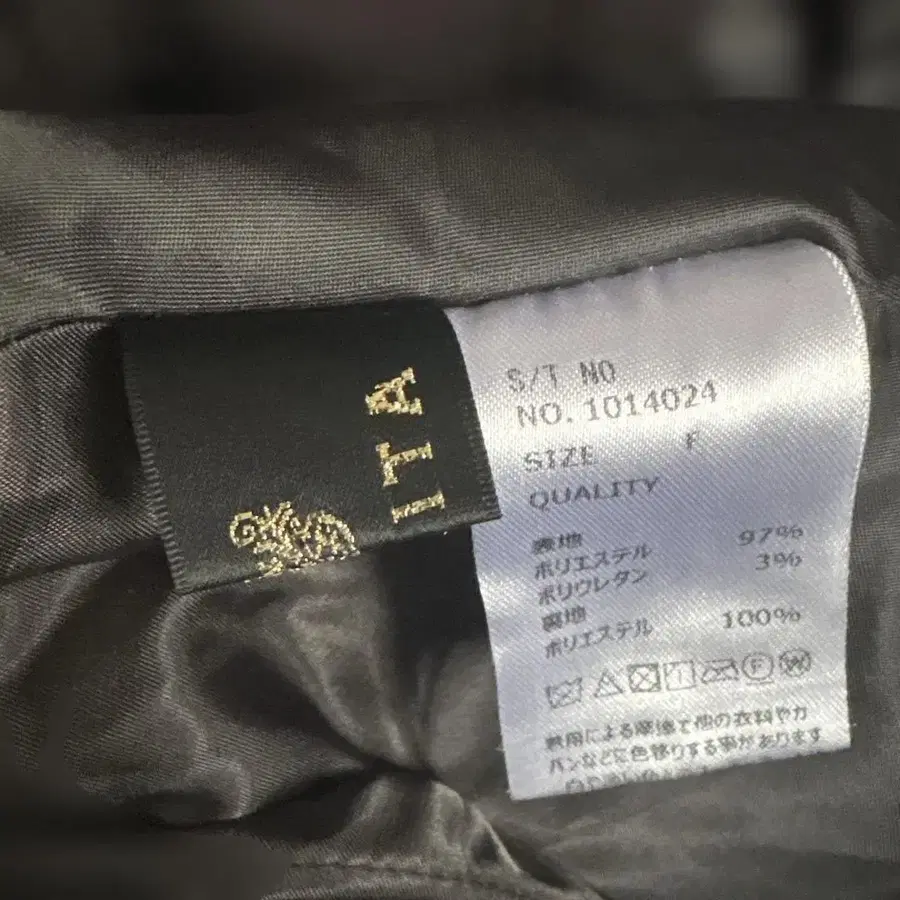 ITA
S/T NO
NO.1014024
SIZE F
QUALITY
表地
ポリエステル 97%
ポリウレタン 3%
裏地
ポリエステル 100%
F W
着用による摩擦で他の衣料やカ
バンなどに色移りする事があります